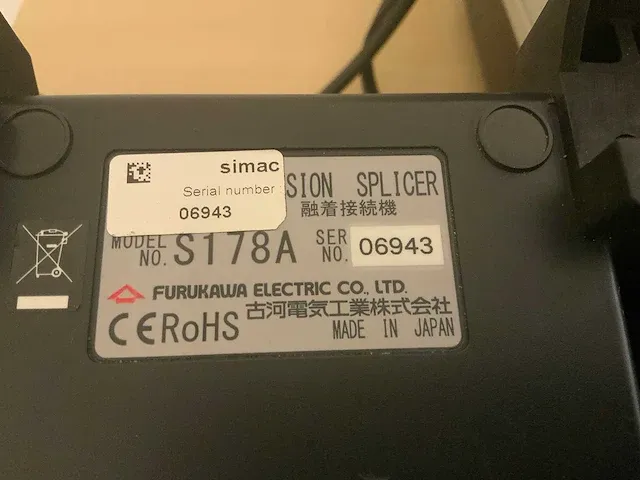 simac
Serial number
06943
SION SPLICER
融着接続機
MODEL NO. S178A
SER NO. 06943
FURUKAWA ELECTRIC CO., LTD.
古河電気工業株式会社
CE RoHS
MADE IN JAPAN